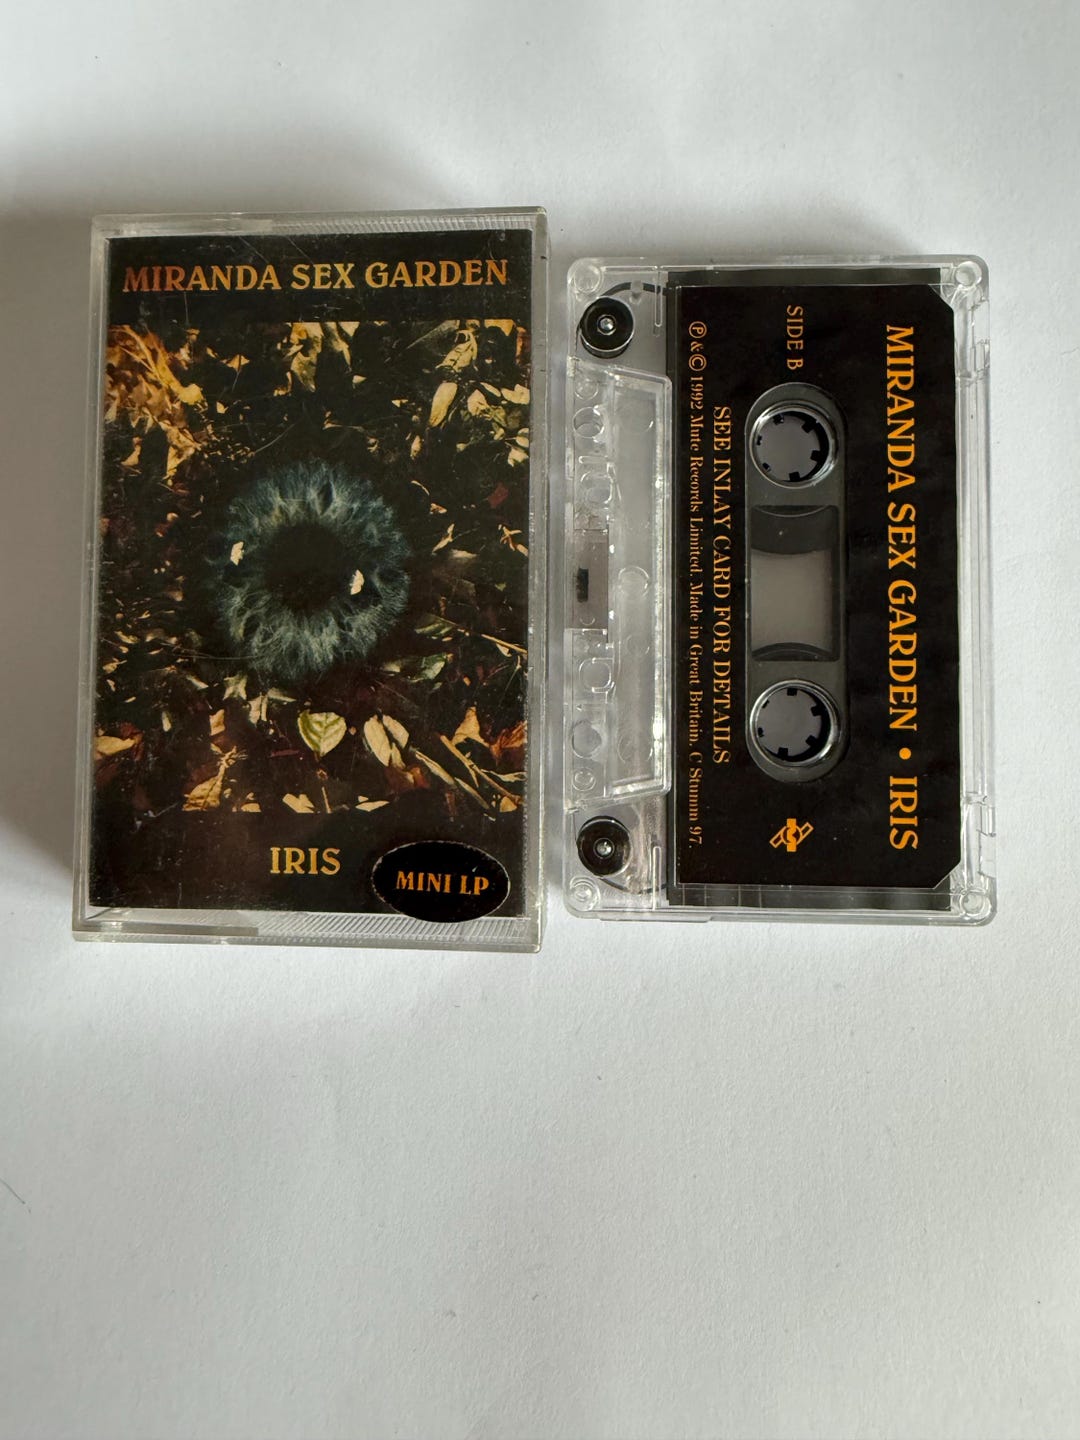 MIRANDA SEX GARDEN
IRIS
MINI LP
MIRANDA SEX GARDEN • IRIS
SIDE B
SEE INLAY CARD FOR DETAILS
℗ & © 1992 Mute Records Limited. Made in Great Britain. C Stumm 97